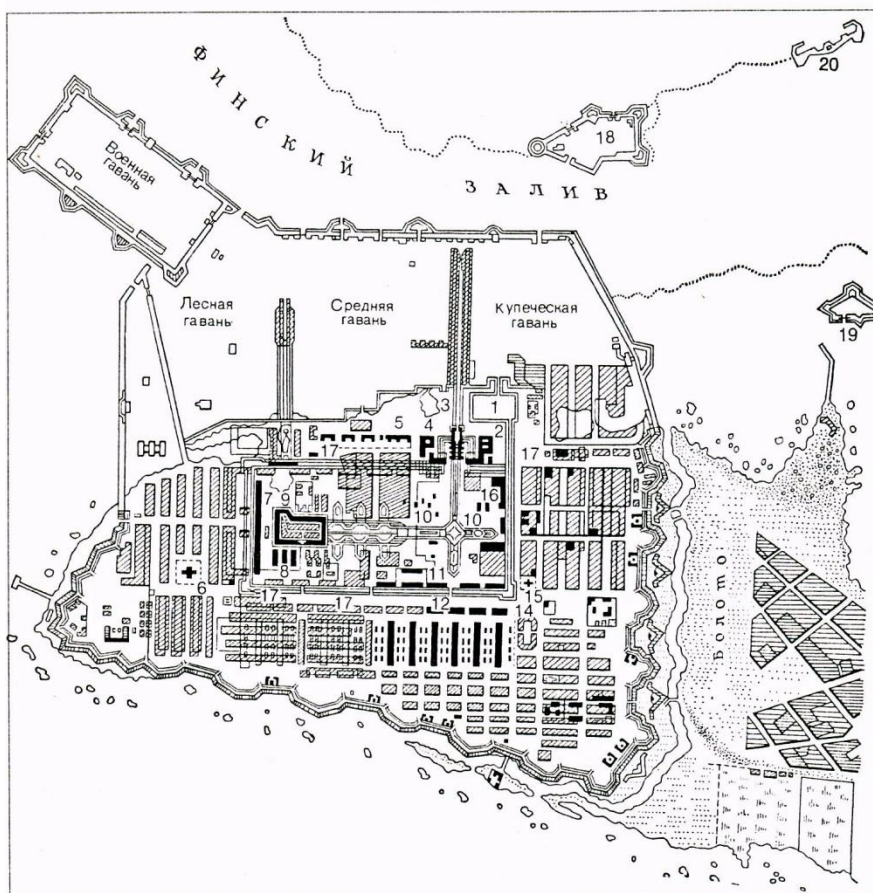 ФИНСКИЙ
ЗАЛИВ
20
18
Военная
гавань
19
Лесная
гавань
Средняя
гавань
Купеческая
гавань
1
3
5
4
2
17
17
7
9
16
10
10
8
11
6
15
17
17
12
14
Болото